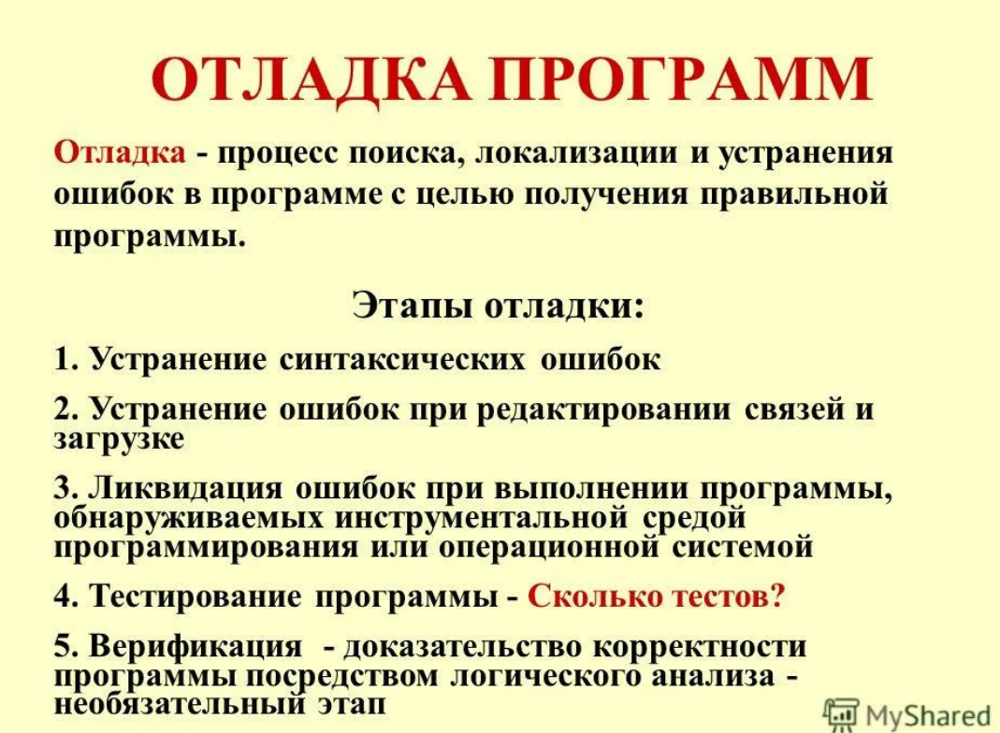 ОТЛАДКА ПРОГРАММ
Отладка - процесс поиска, локализации и устранения
ошибок в программе с целью получения правильной
программы.
Этапы отладки:
1. Устранение синтаксических ошибок
2. Устранение ошибок при редактировании связей и
загрузке
3. Ликвидация ошибок при выполнении программы,
обнаруживаемых инструментальной средой
программирования или операционной системой
4. Тестирование программы - Сколько тестов?
5. Верификация - доказательство корректности
программы посредством логического анализа -
необязательный этап
MyShared